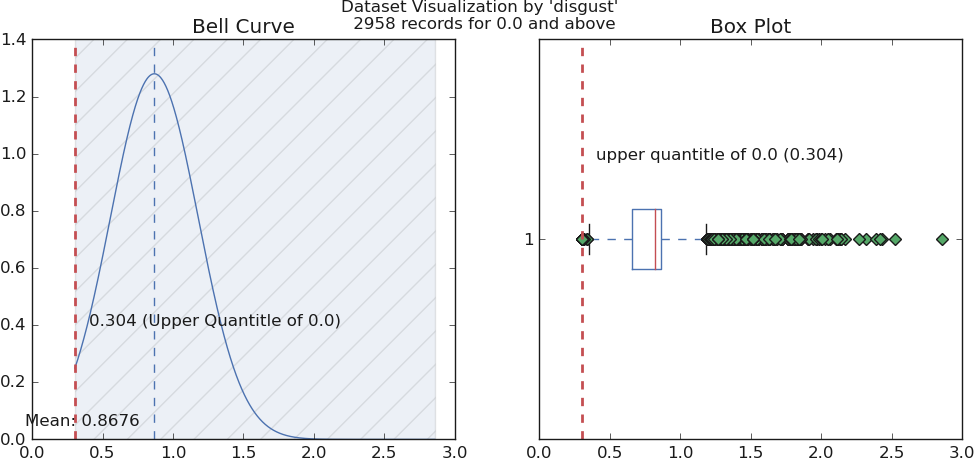 Dataset Visualization by 'disgust'
2958 records for 0.0 and above
Bell Curve
1.4
1.2
1.0
0.8
0.6
0.4
0.2
0.0
0.304 (Upper Quantitle of 0.0)
Mean: 0.8676
0.0 0.5 1.0 1.5 2.0 2.5 3.0
Box Plot
upper quantitle of 0.0 (0.304)
1
0.0 0.5 1.0 1.5 2.0 2.5 3.0